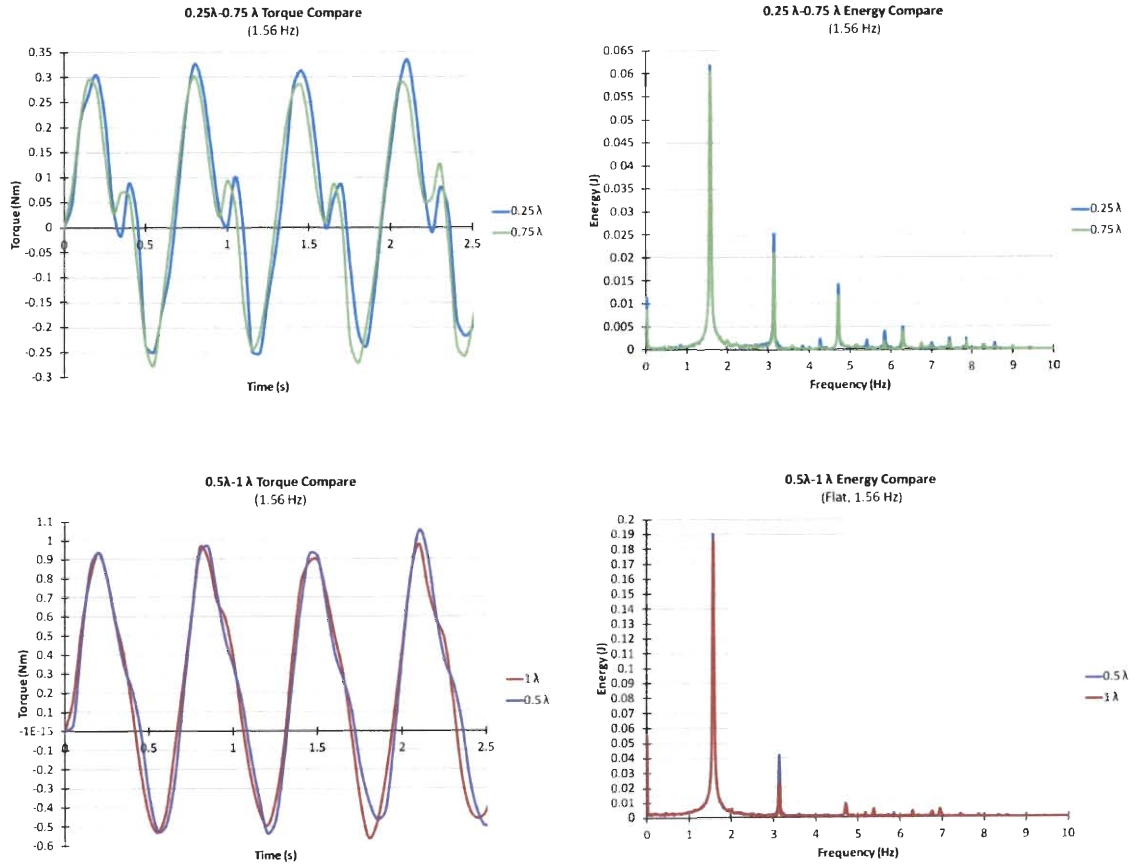 0.25λ-0.75 λ Torque Compare
(1.56 Hz)
0.35
0.3
0.25
0.2
0.15
0.1
0.05
0
-0.05
-0.1
-0.15
-0.2
-0.25
-0.3
0
0.5
1
1.5
2
2.5
Torque (Nm)
Time (s)
0.25 λ
0.75 λ
0.25 λ-0.75 λ Energy Compare
(1.56 Hz)
0.065
0.06
0.055
0.05
0.045
0.04
0.035
0.03
0.025
0.02
0.015
0.01
0.005
0
0 1 2 3 4 5 6 7 8 9 10
Energy (J)
Frequency (Hz)
0.25 λ
0.75 λ
0.5λ-1 λ Torque Compare
(1.56 Hz)
1.1
1
0.9
0.8
0.7
0.6
0.5
0.4
0.3
0.2
0.1
-1E-15
-0.1
-0.2
-0.3
-0.4
-0.5
-0.6
0
0.5
1
1.5
2
2.5
Torque (Nm)
Time (s)
1 λ
0.5 λ
0.5λ-1 λ Energy Compare
(Flat, 1.56 Hz)
0.2
0.19
0.18
0.17
0.16
0.15
0.14
0.13
0.12
0.11
0.1
0.09
0.08
0.07
0.06
0.05
0.04
0.03
0.02
0.01
0
0 1 2 3 4 5 6 7 8 9 10
Energy (J)
Frequency (Hz)
0.5 λ
1 λ